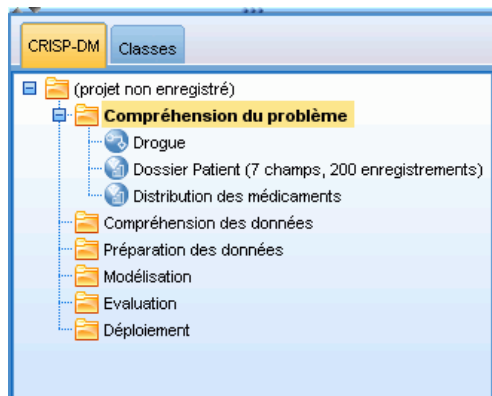 CRISP-DM Classes
(projet non enregistré)
Compréhension du problème
Drogue
Dossier Patient (7 champs, 200 enregistrements)
Distribution des médicaments
Compréhension des données
Préparation des données
Modélisation
Evaluation
Déploiement